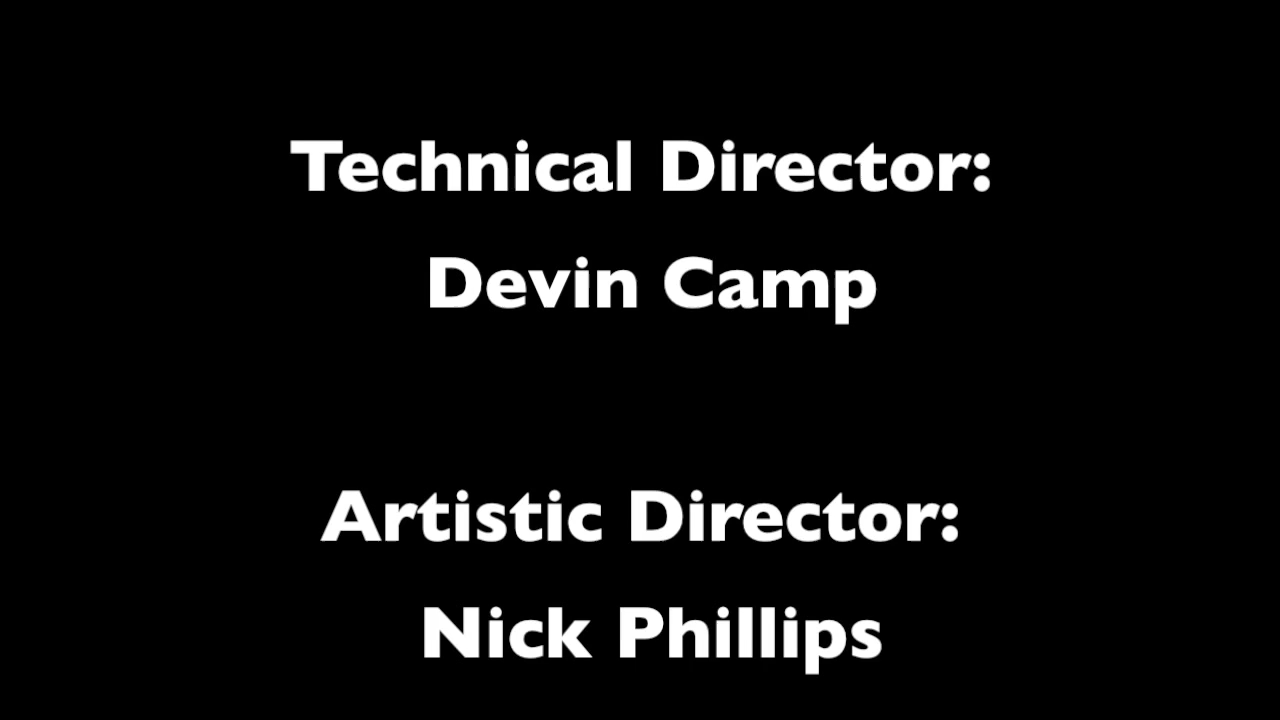 Technical Director:
Devin Camp
Artistic Director:
Nick Phillips